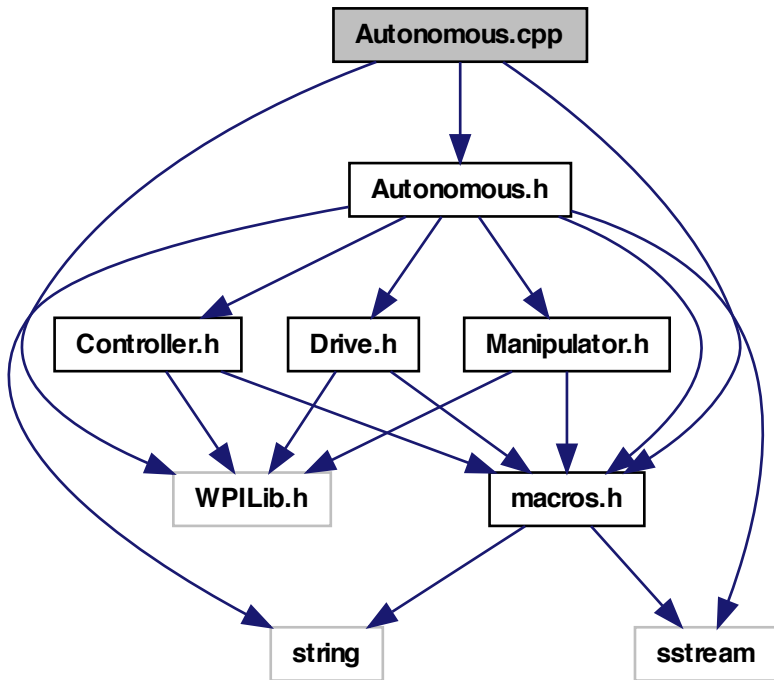 Autonomous.cpp
Autonomous.h
Controller.h
Drive.h
Manipulator.h
WPILib.h
macros.h
string
sstream